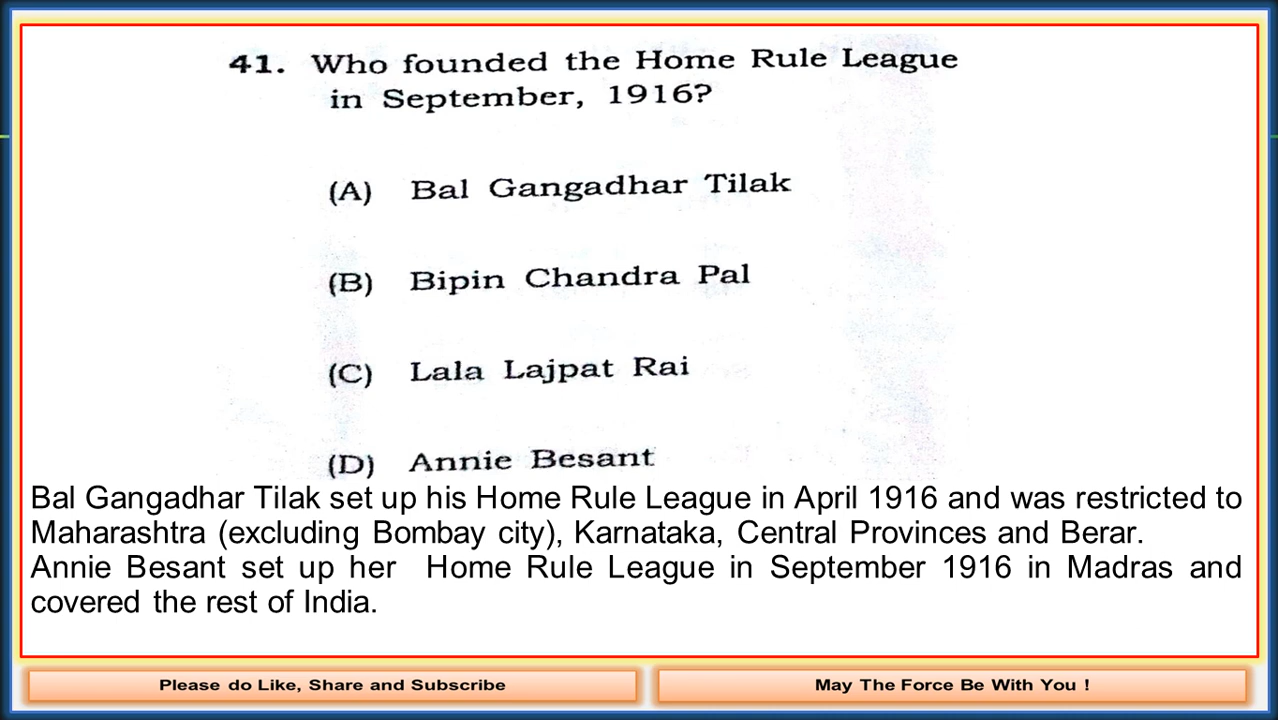 41. Who founded the Home Rule League
in September, 1916?
(A) Bal Gangadhar Tilak
(B) Bipin Chandra Pal
(C) Lala Lajpat Rai
(D) Annie Besant
Bal Gangadhar Tilak set up his Home Rule League in April 1916 and was restricted to
Maharashtra (excluding Bombay city), Karnataka, Central Provinces and Berar.
Annie Besant set up her Home Rule League in September 1916 in Madras and
covered the rest of India.
Please do Like, Share and Subscribe
May The Force Be With You !